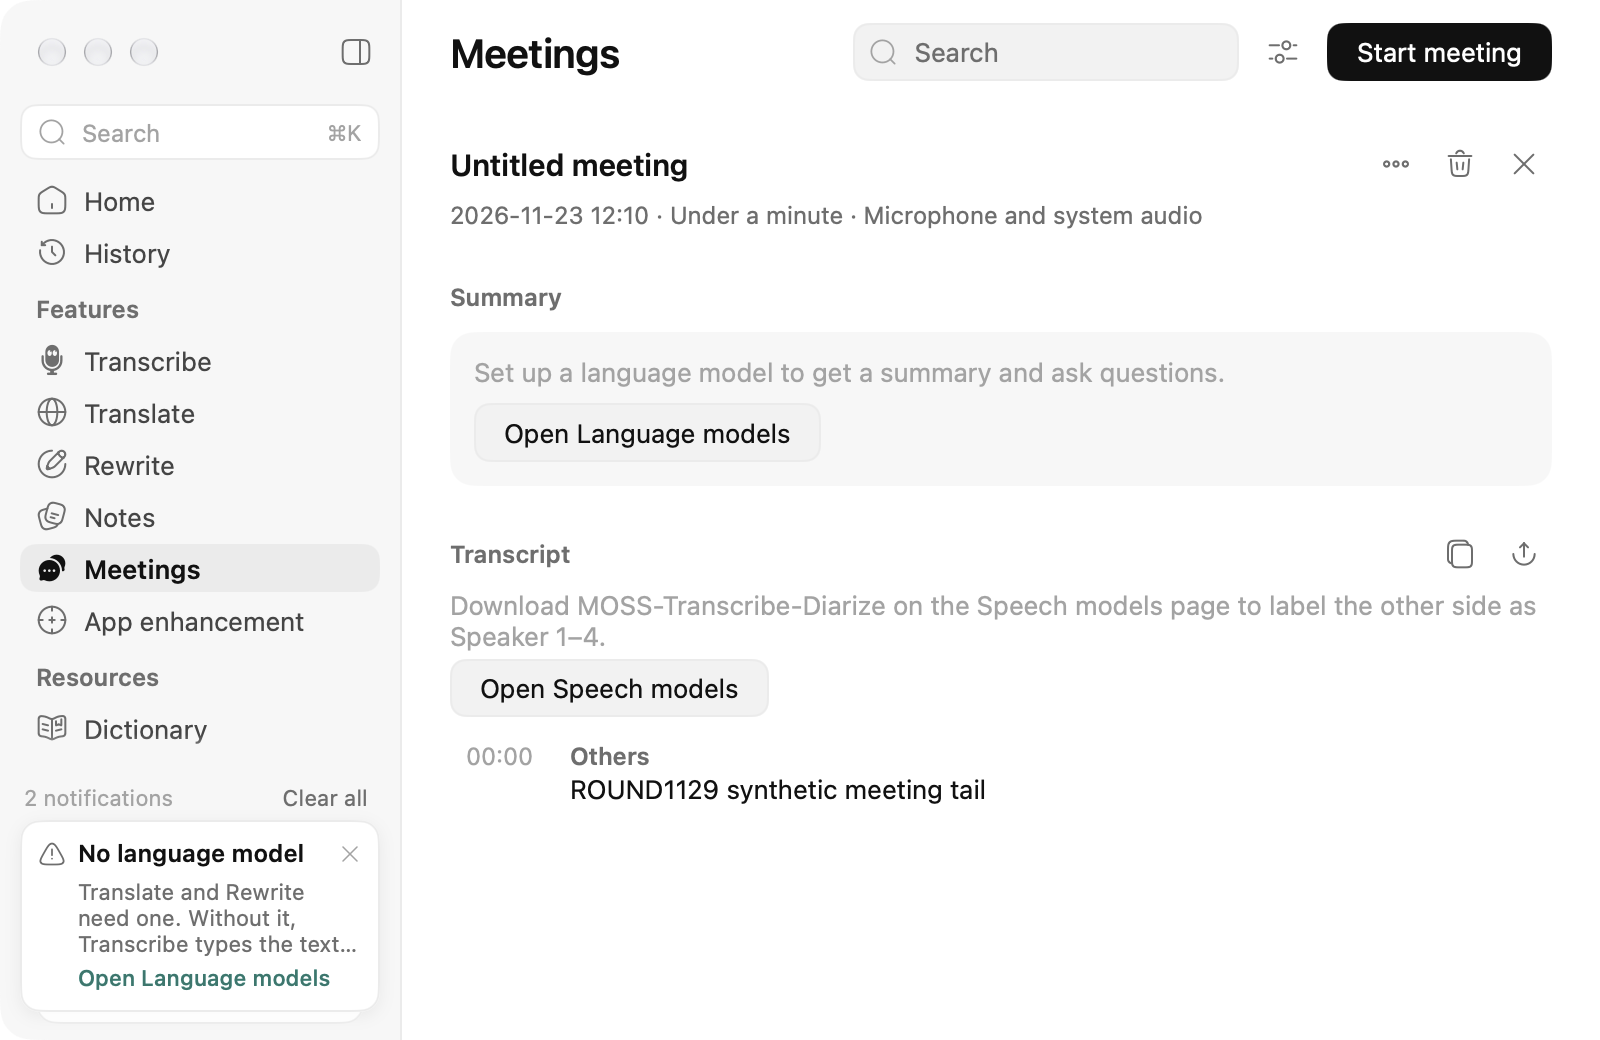 Search ⌘K
Home
History
Features
Transcribe
Translate
Rewrite
Notes
Meetings
App enhancement
Resources
Dictionary
2 notifications Clear all
No language model
Translate and Rewrite
need one. Without it,
Transcribe types the text...
Open Language models
Meetings
Search
Start meeting
Untitled meeting
2026-11-23 12:10 · Under a minute · Microphone and system audio
Summary
Set up a language model to get a summary and ask questions.
Open Language models
Transcript
Download MOSS-Transcribe-Diarize on the Speech models page to label the other side as
Speaker 1–4.
Open Speech models
00:00 Others
ROUND1129 synthetic meeting tail